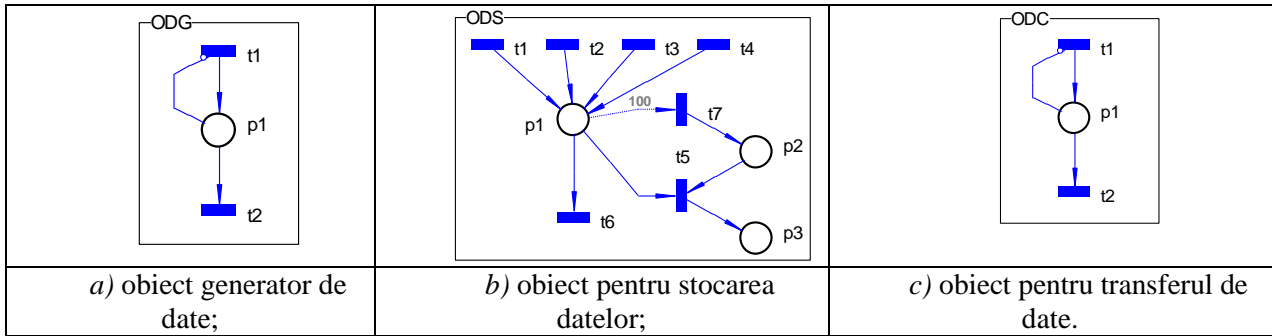 ODG
t1
p1
t2
ODS
t1 t2 t3 t4
100
p1
t7
t5
p2
t6
p3
ODC
t1
p1
t2
a) obiect generator de
date;
b) obiect pentru stocarea
datelor;
c) obiect pentru transferul de
date.